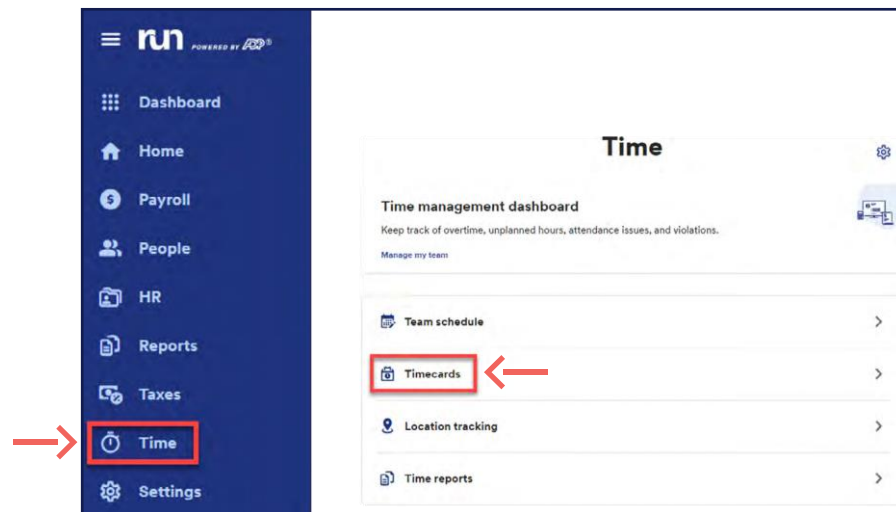 run POWERED BY ADP®
Dashboard
Home
Payroll
People
HR
Reports
Taxes
Time
Settings
Time
Time management dashboard
Keep track of overtime, unplanned hours, attendance issues, and violations.
Manage my team
Team schedule
Timecards
Location tracking
Time reports